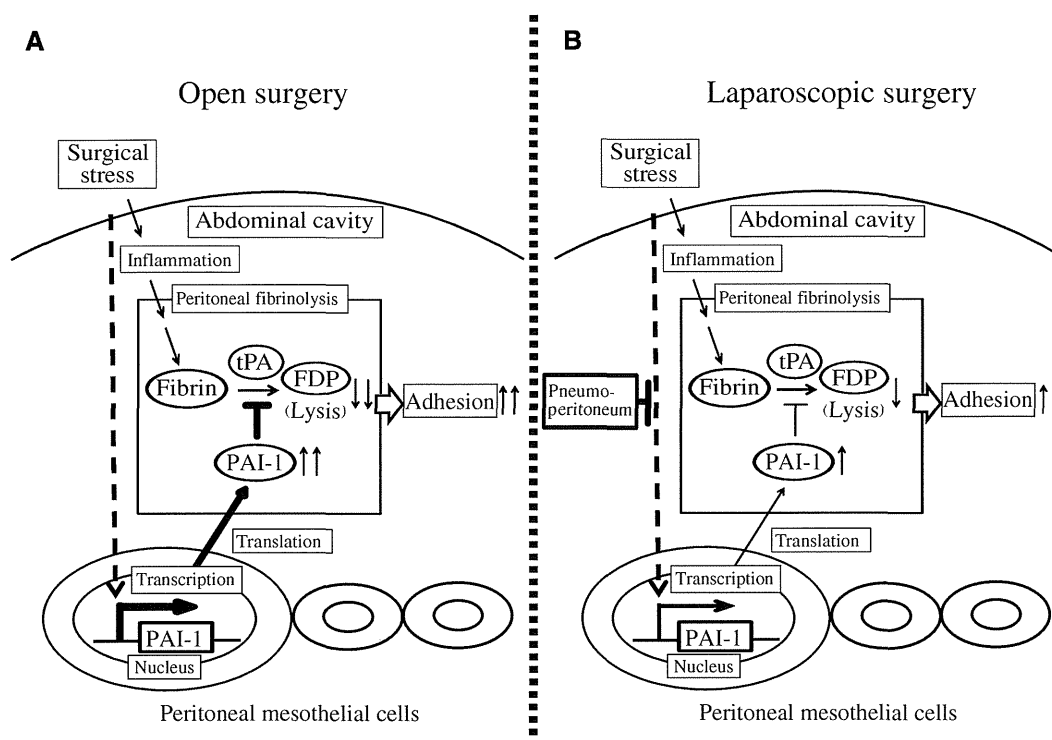 A
Open surgery
Surgical
stress
Abdominal cavity
Inflammation
Peritoneal fibrinolysis
tPA
Fibrin
FDP
↓↓
(Lysis)
Adhesion ↑↑
PAI-1 ↑↑
Translation
Transcription
PAI-1
Nucleus
Peritoneal mesothelial cells
B
Laparoscopic surgery
Surgical
stress
Abdominal cavity
Inflammation
Peritoneal fibrinolysis
tPA
Fibrin
FDP
↓
(Lysis)
Pneumo-
peritoneum
Adhesion ↑
PAI-1 ↑
Translation
Transcription
PAI-1
Nucleus
Peritoneal mesothelial cells